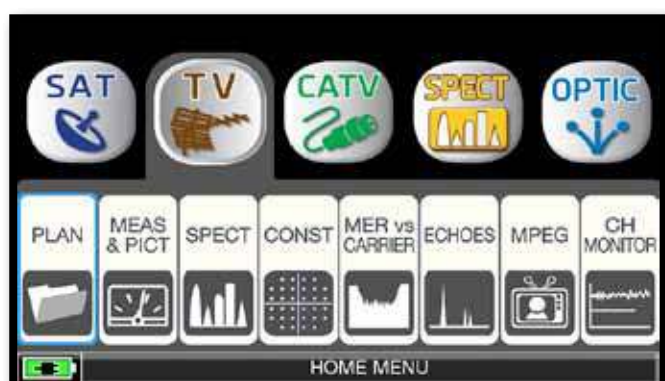 SAT TV CATV SPECT OPTIC
PLAN
MEAS
& PICT
SPECT
CONST
MER vs
CARRIER
ECHOES
MPEG
CH
MONITOR
HOME MENU